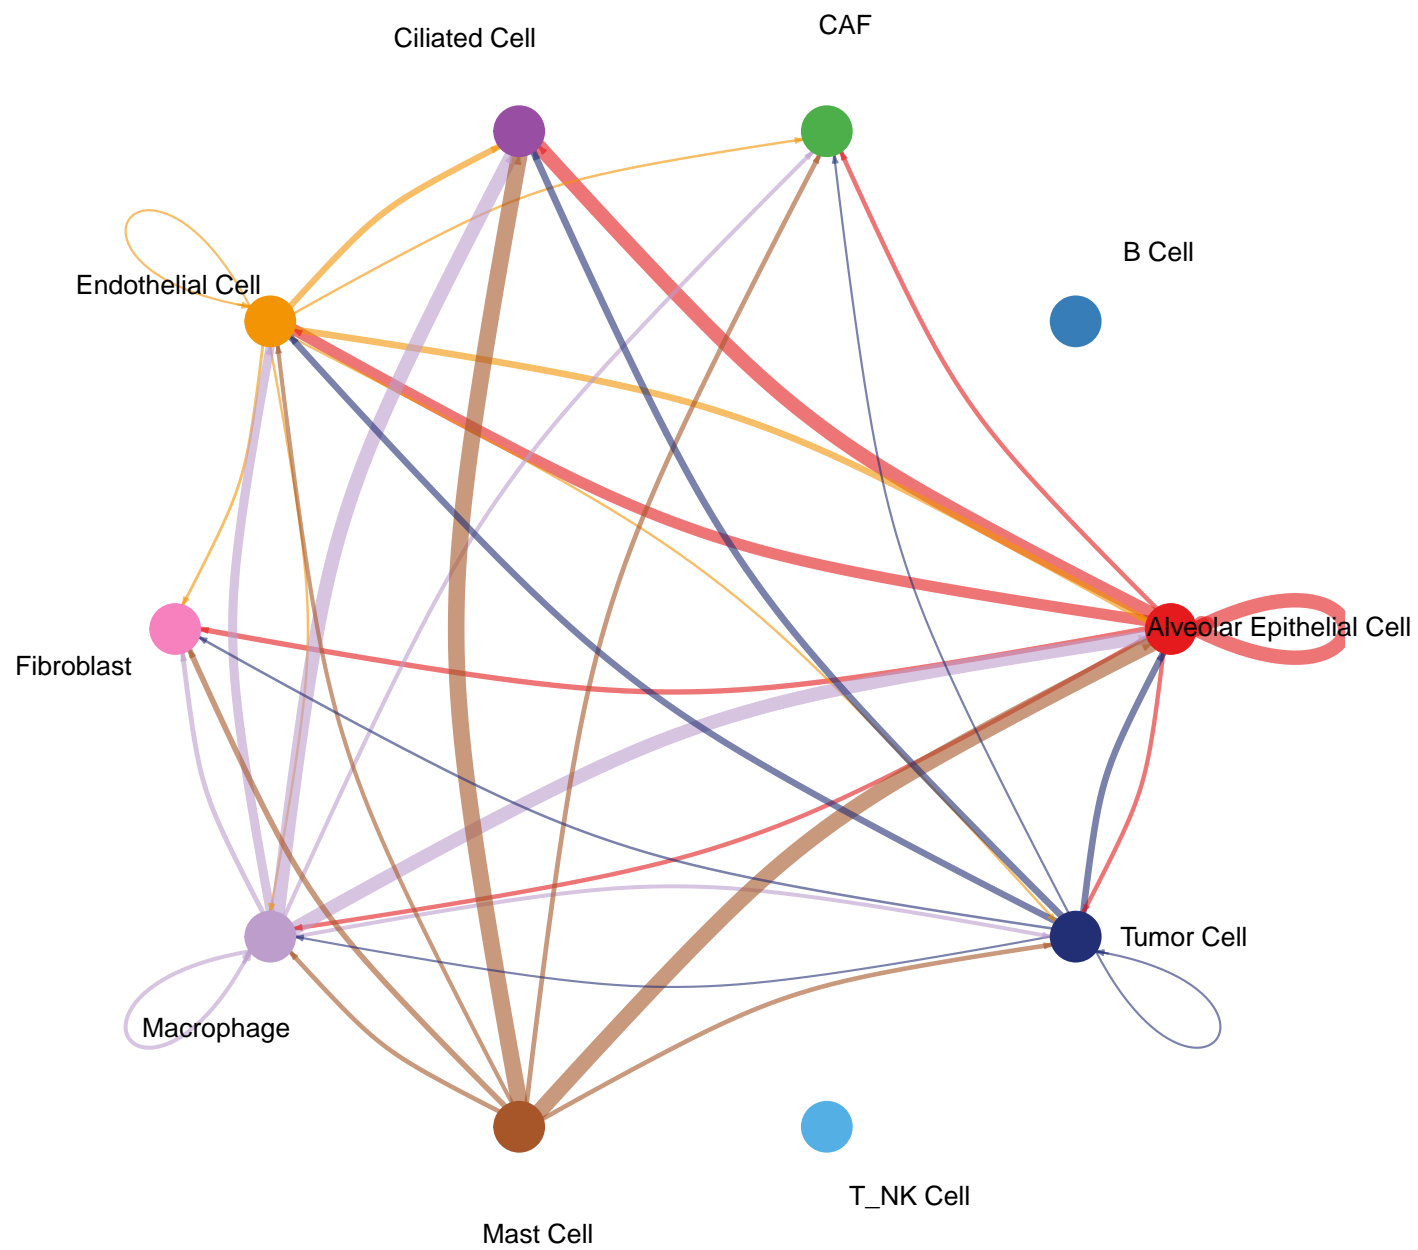 CAF
Ciliated Cell
B Cell
Endothelial Cell
Alveolar Epithelial Cell
Fibroblast
Tumor Cell
Macrophage
T_NK Cell
Mast Cell